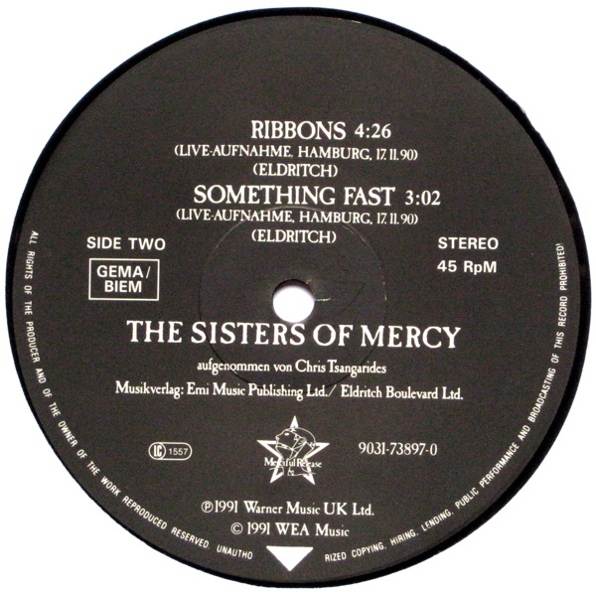 RIBBONS 4:26
(LIVE-AUFNAHME, HAMBURG, 17.11.90)
(ELDRITCH)
SOMETHING FAST 3:02
(LIVE-AUFNAHME, HAMBURG, 17.11.90)
(ELDRITCH)
SIDE TWO
STEREO
GEMA/
BIEM
45 RpM
THE SISTERS OF MERCY
aufgenommen von Chris Tsangarides
Musikverlag: Emi Music Publishing Ltd./ Eldritch Boulevard Ltd.
LC 1557
Merciful Release
9031-73897-0
℗1991 Warner Music UK Ltd.
© 1991 WEA Music
ALL RIGHTS OF THE PRODUCER AND OF THE OWNER OF THE WORK REPRODUCED RESERVED. UNAUTHO RIZED COPYING, HIRING, LENDING, PUBLIC PERFORMANCE AND BROADCASTING OF THIS RECORD PROHIBITED!